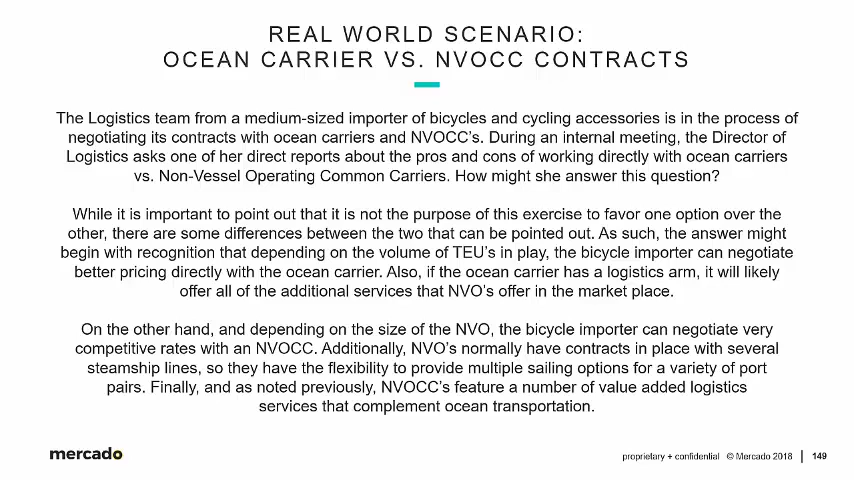 REAL WORLD SCENARIO:
OCEAN CARRIER VS. NVOCC CONTRACTS
The Logistics team from a medium-sized importer of bicycles and cycling accessories is in the process of
negotiating its contracts with ocean carriers and NVOCC's. During an internal meeting, the Director of
Logistics asks one of her direct reports about the pros and cons of working directly with ocean carriers
vs. Non-Vessel Operating Common Carriers. How might she answer this question?
While it is important to point out that it is not the purpose of this exercise to favor one option over the
other, there are some differences between the two that can be pointed out. As such, the answer might
begin with recognition that depending on the volume of TEU's in play, the bicycle importer can negotiate
better pricing directly with the ocean carrier. Also, if the ocean carrier has a logistics arm, it will likely
offer all of the additional services that NVO's offer in the market place.
On the other hand, and depending on the size of the NVO, the bicycle importer can negotiate very
competitive rates with an NVOCC. Additionally, NVO's normally have contracts in place with several
steamship lines, so they have the flexibility to provide multiple sailing options for a variety of port
pairs. Finally, and as noted previously, NVOCC's feature a number of value added logistics
services that complement ocean transportation.
mercado
proprietary + confidential © Mercado 2018 | 149